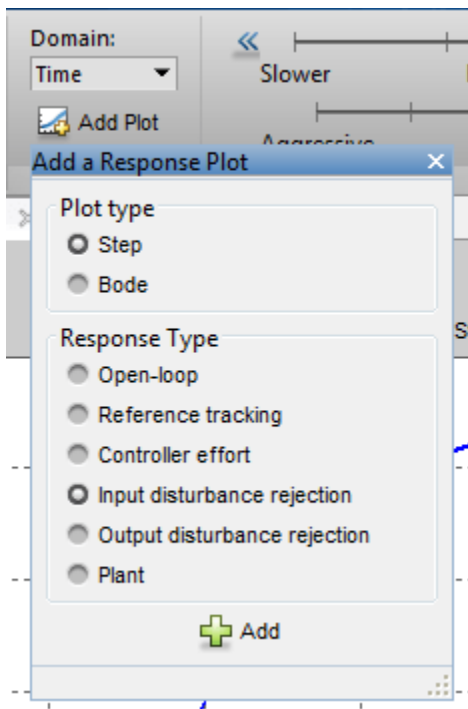 Domain:
Time
Slower
Add Plot
Aggressive
Add a Response Plot
Plot type
Step
Bode
Response Type
Open-loop
Reference tracking
Controller effort
Input disturbance rejection
Output disturbance rejection
Plant
Add